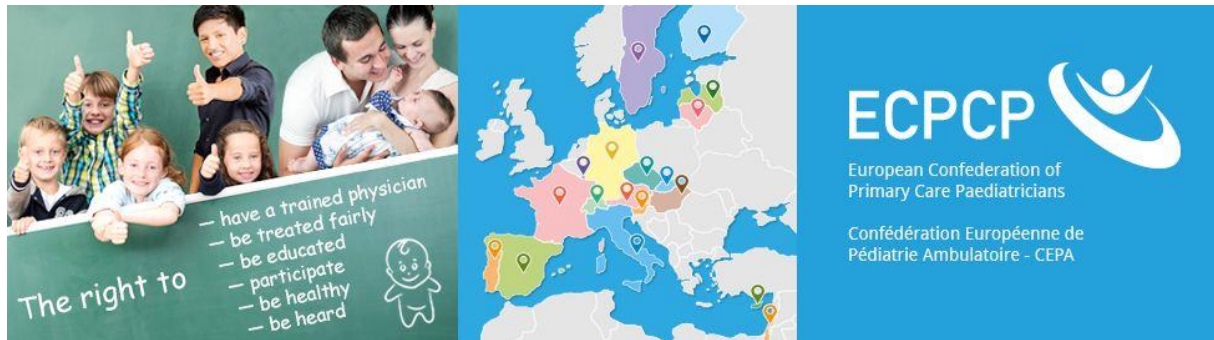 The right to
— have a trained physician
— be treated fairly
— be educated
— participate
— be healthy
— be heard
ECPCP
European Confederation of
Primary Care Paediatricians
Confédération Européenne de
Pédiatrie Ambulatoire - CEPA